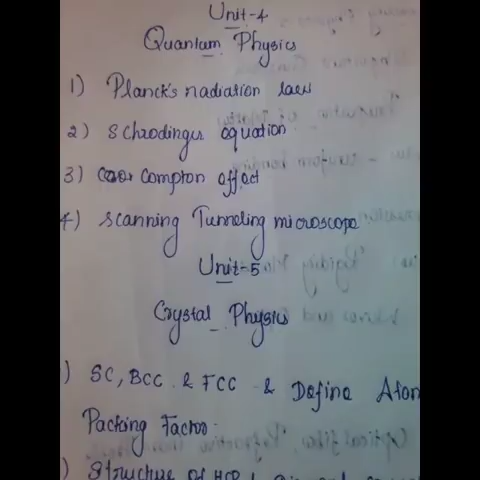 Unit-4
Quantum Physics
1) Planck's radiation law
2) Schrodinger equation
3) Compton effect
4) Scanning Tunneling microscope
Unit-5
Crystal Physics
) SC, BCC & FCC & Define Atom
Packing Factor.
) Structure of HCP